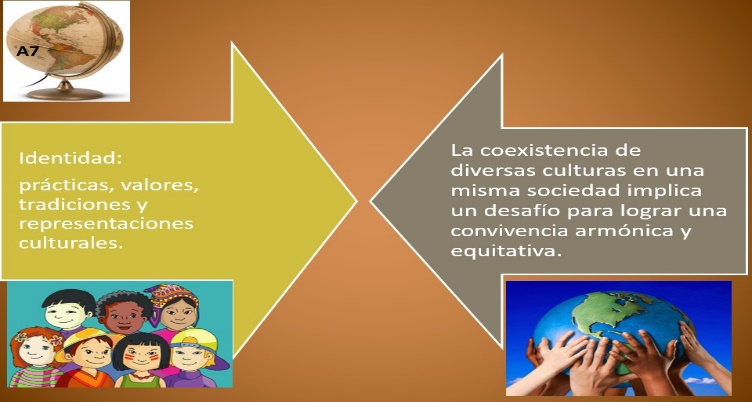 A7
Identidad:
prácticas, valores,
tradiciones y
representaciones
culturales.
La coexistencia de
diversas culturas en una
misma sociedad implica
un desafío para lograr una
convivencia armónica y
equitativa.